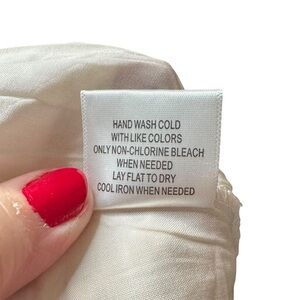 HAND WASH COLD
WITH LIKE COLORS
ONLY NON-CHLORINE BLEACH
WHEN NEEDED
LAY FLAT TO DRY
COOL IRON WHEN NEEDED